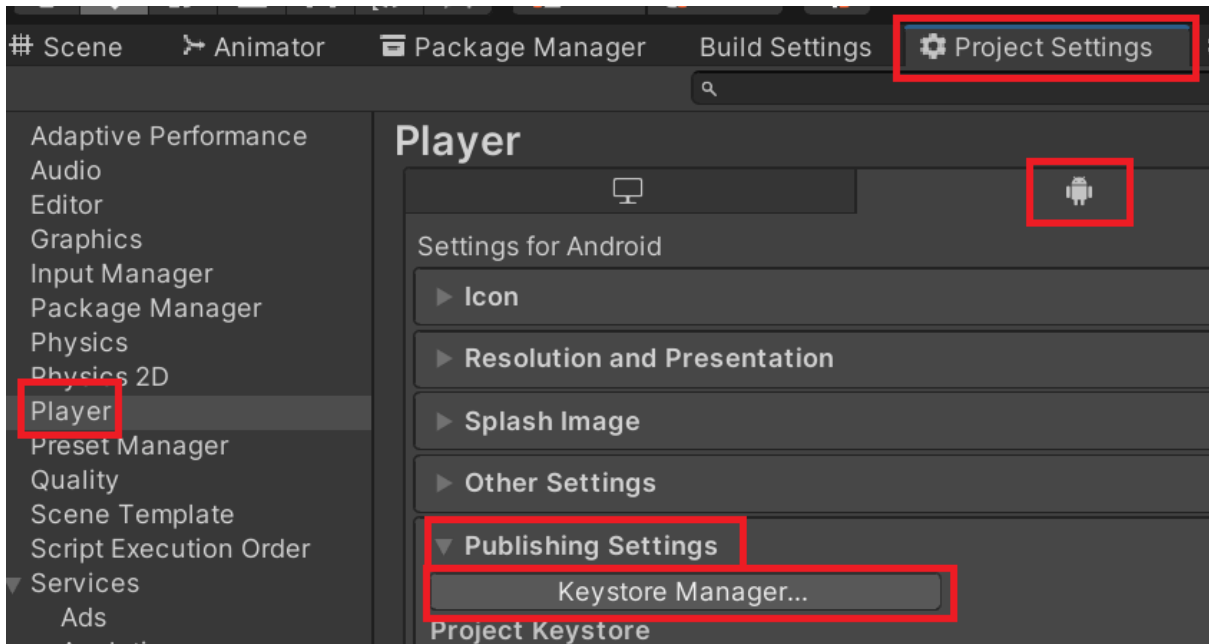 Scene Animator Package Manager Build Settings Project Settings
Adaptive Performance
Audio
Editor
Graphics
Input Manager
Package Manager
Physics
Physics 2D
Player
Preset Manager
Quality
Scene Template
Script Execution Order
Services
Ads
Player
Settings for Android
Icon
Resolution and Presentation
Splash Image
Other Settings
Publishing Settings
Keystore Manager...
Project Keystore